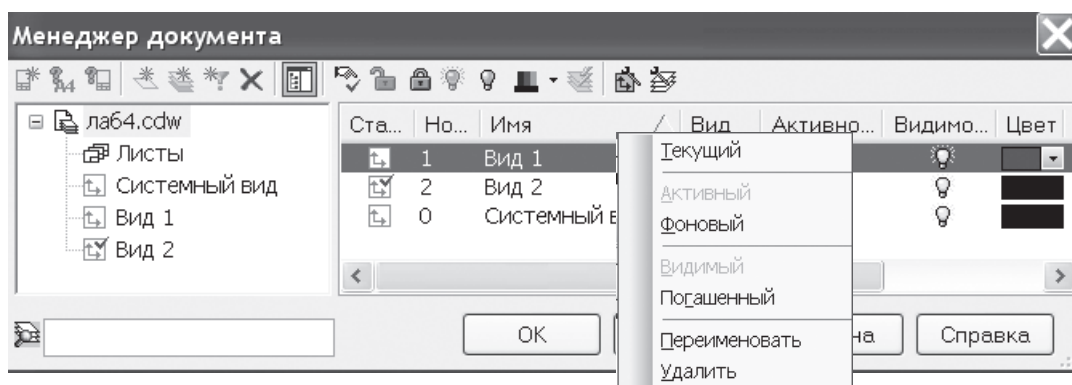 Менеджер документа
ла64.cdw
Листы
Системный вид
Вид 1
Вид 2
Ста... Но... Имя Вид Активно... Видимо... Цвет
1 Вид 1
2 Вид 2
0 Системный в
Текущий
Активный
Фоновый
Видимый
Погашенный
Переименовать
Удалить
OK на Справка